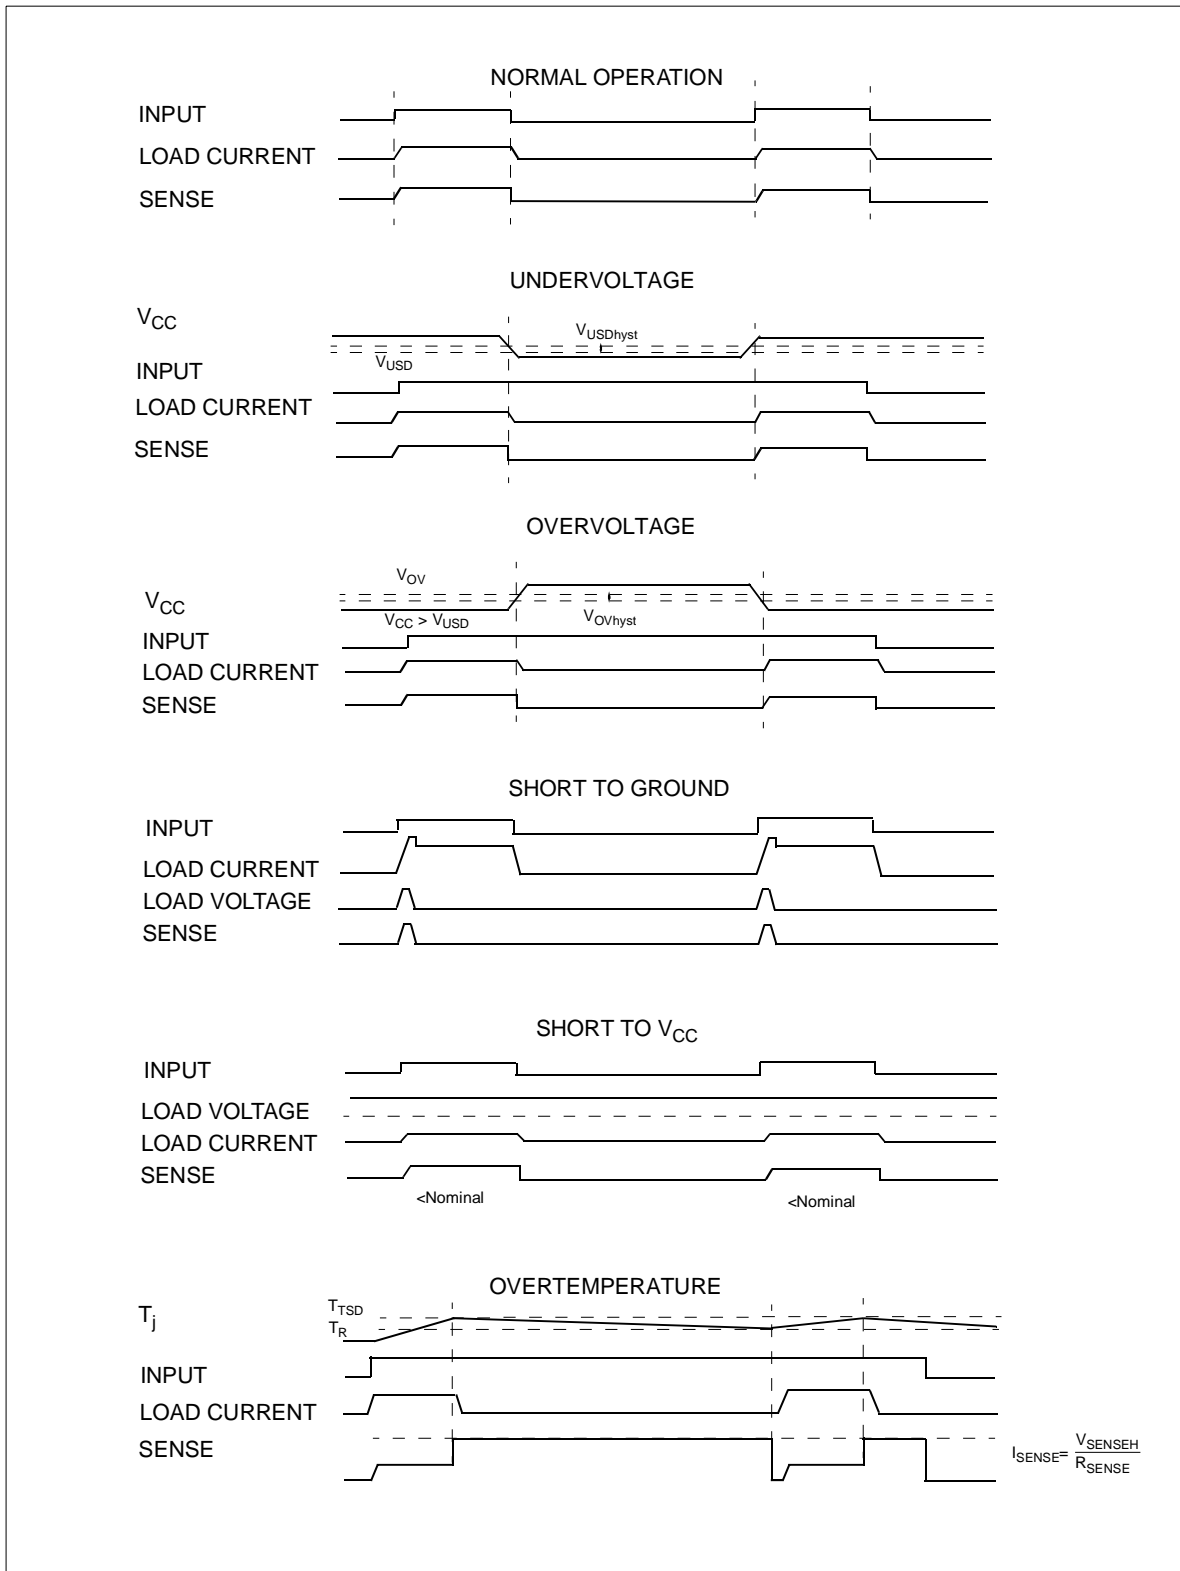 NORMAL OPERATION
INPUT
LOAD CURRENT
SENSE
UNDERVOLTAGE
VCC
VUSDhyst
VUSD
INPUT
LOAD CURRENT
SENSE
OVERVOLTAGE
VOV
VCC
VCC > VUSD
VOVhyst
INPUT
LOAD CURRENT
SENSE
SHORT TO GROUND
INPUT
LOAD CURRENT
LOAD VOLTAGE
SENSE
SHORT TO VCC
INPUT
LOAD VOLTAGE
LOAD CURRENT
SENSE
<Nominal <Nominal
OVERTEMPERATURE
Tj
TTSD
TR
INPUT
LOAD CURRENT
SENSE
ISENSE= VSENSEH
RSENSE